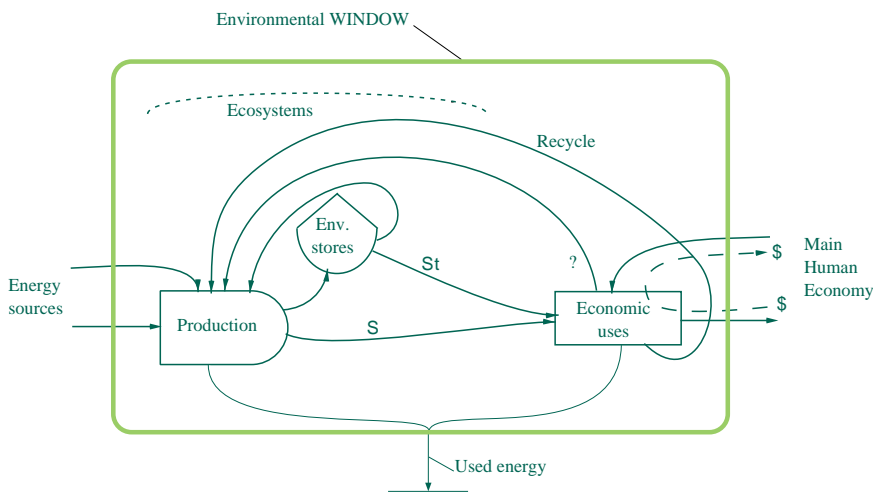 Environmental WINDOW
Ecosystems
Recycle
Env.
stores
St
?
$
Main
Human
Economy
Energy
sources
Production
S
Economic
uses
$
Used energy